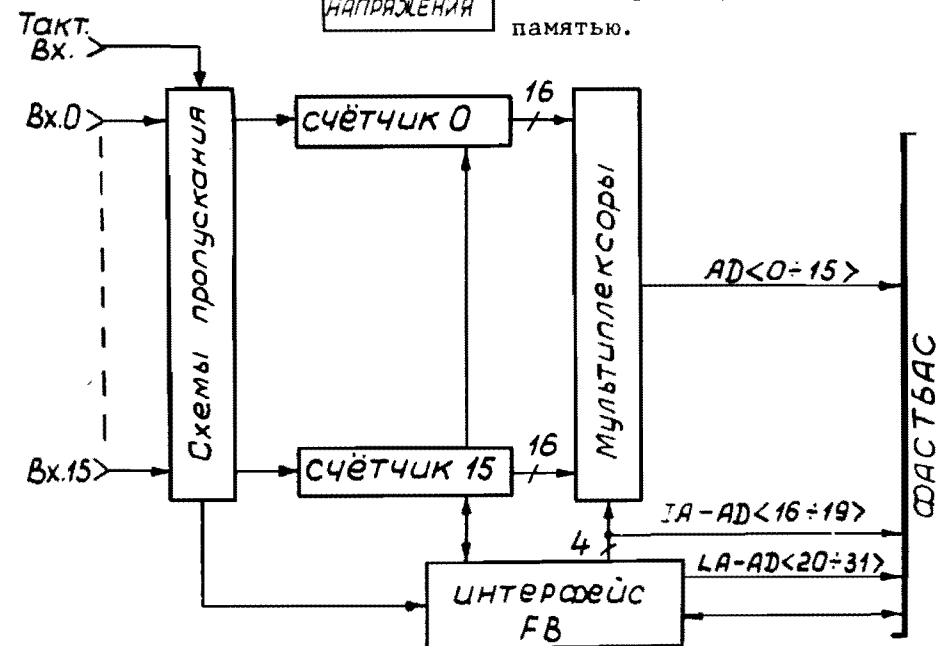 НАПРЯЖЕНИЯ
памятью.
Такт.
Вх.
Вх.0
Схемы пропускания
счётчик 0
16
Мультиплексоры
AD<0÷15>
ФАСТБАС
Вх.15
счётчик 15
16
IA-AD<16÷19>
4
LA-AD<20÷31>
интерфейс
FB